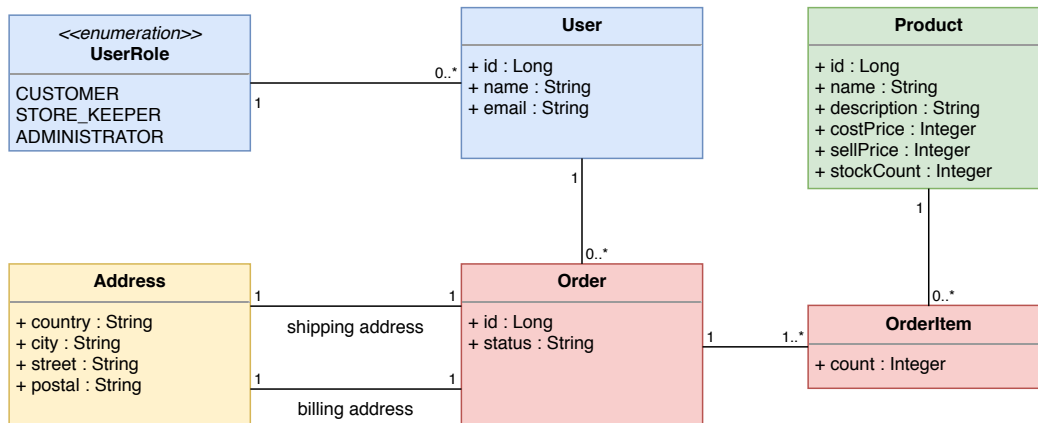 <<enumeration>>
UserRole
CUSTOMER
STORE_KEEPER
ADMINISTRATOR
1
0..*
User
+ id : Long
+ name : String
+ email : String
1
0..*
Product
+ id : Long
+ name : String
+ description : String
+ costPrice : Integer
+ sellPrice : Integer
+ stockCount : Integer
1
0..*
Address
+ country : String
+ city : String
+ street : String
+ postal : String
1
1
shipping address
1
1
billing address
Order
+ id : Long
+ status : String
1
1..*
OrderItem
+ count : Integer